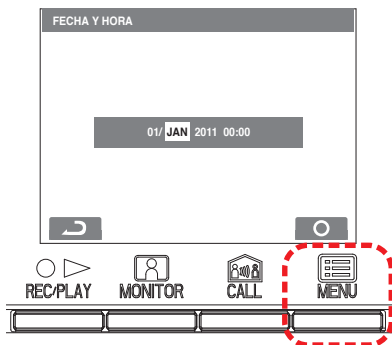 FECHA Y HORA
01/ JAN 2011 00:00
REC/PLAY MONITOR CALL MENU